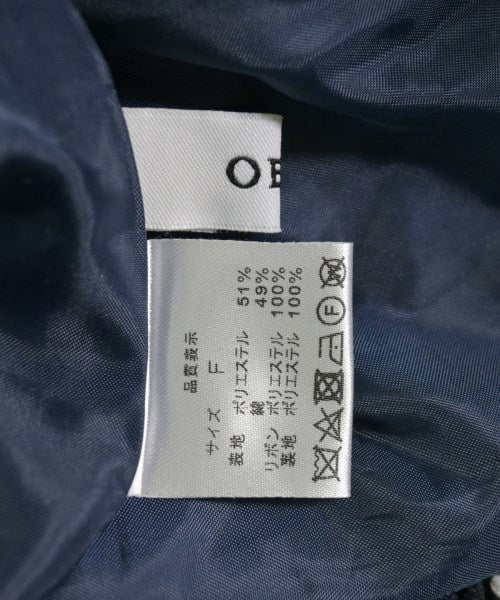 OE
品質表示
サイズ F
表地 ポリエステル 51%
綿 49%
リボン ポリエステル 100%
裏地 ポリエステル 100%
F
W